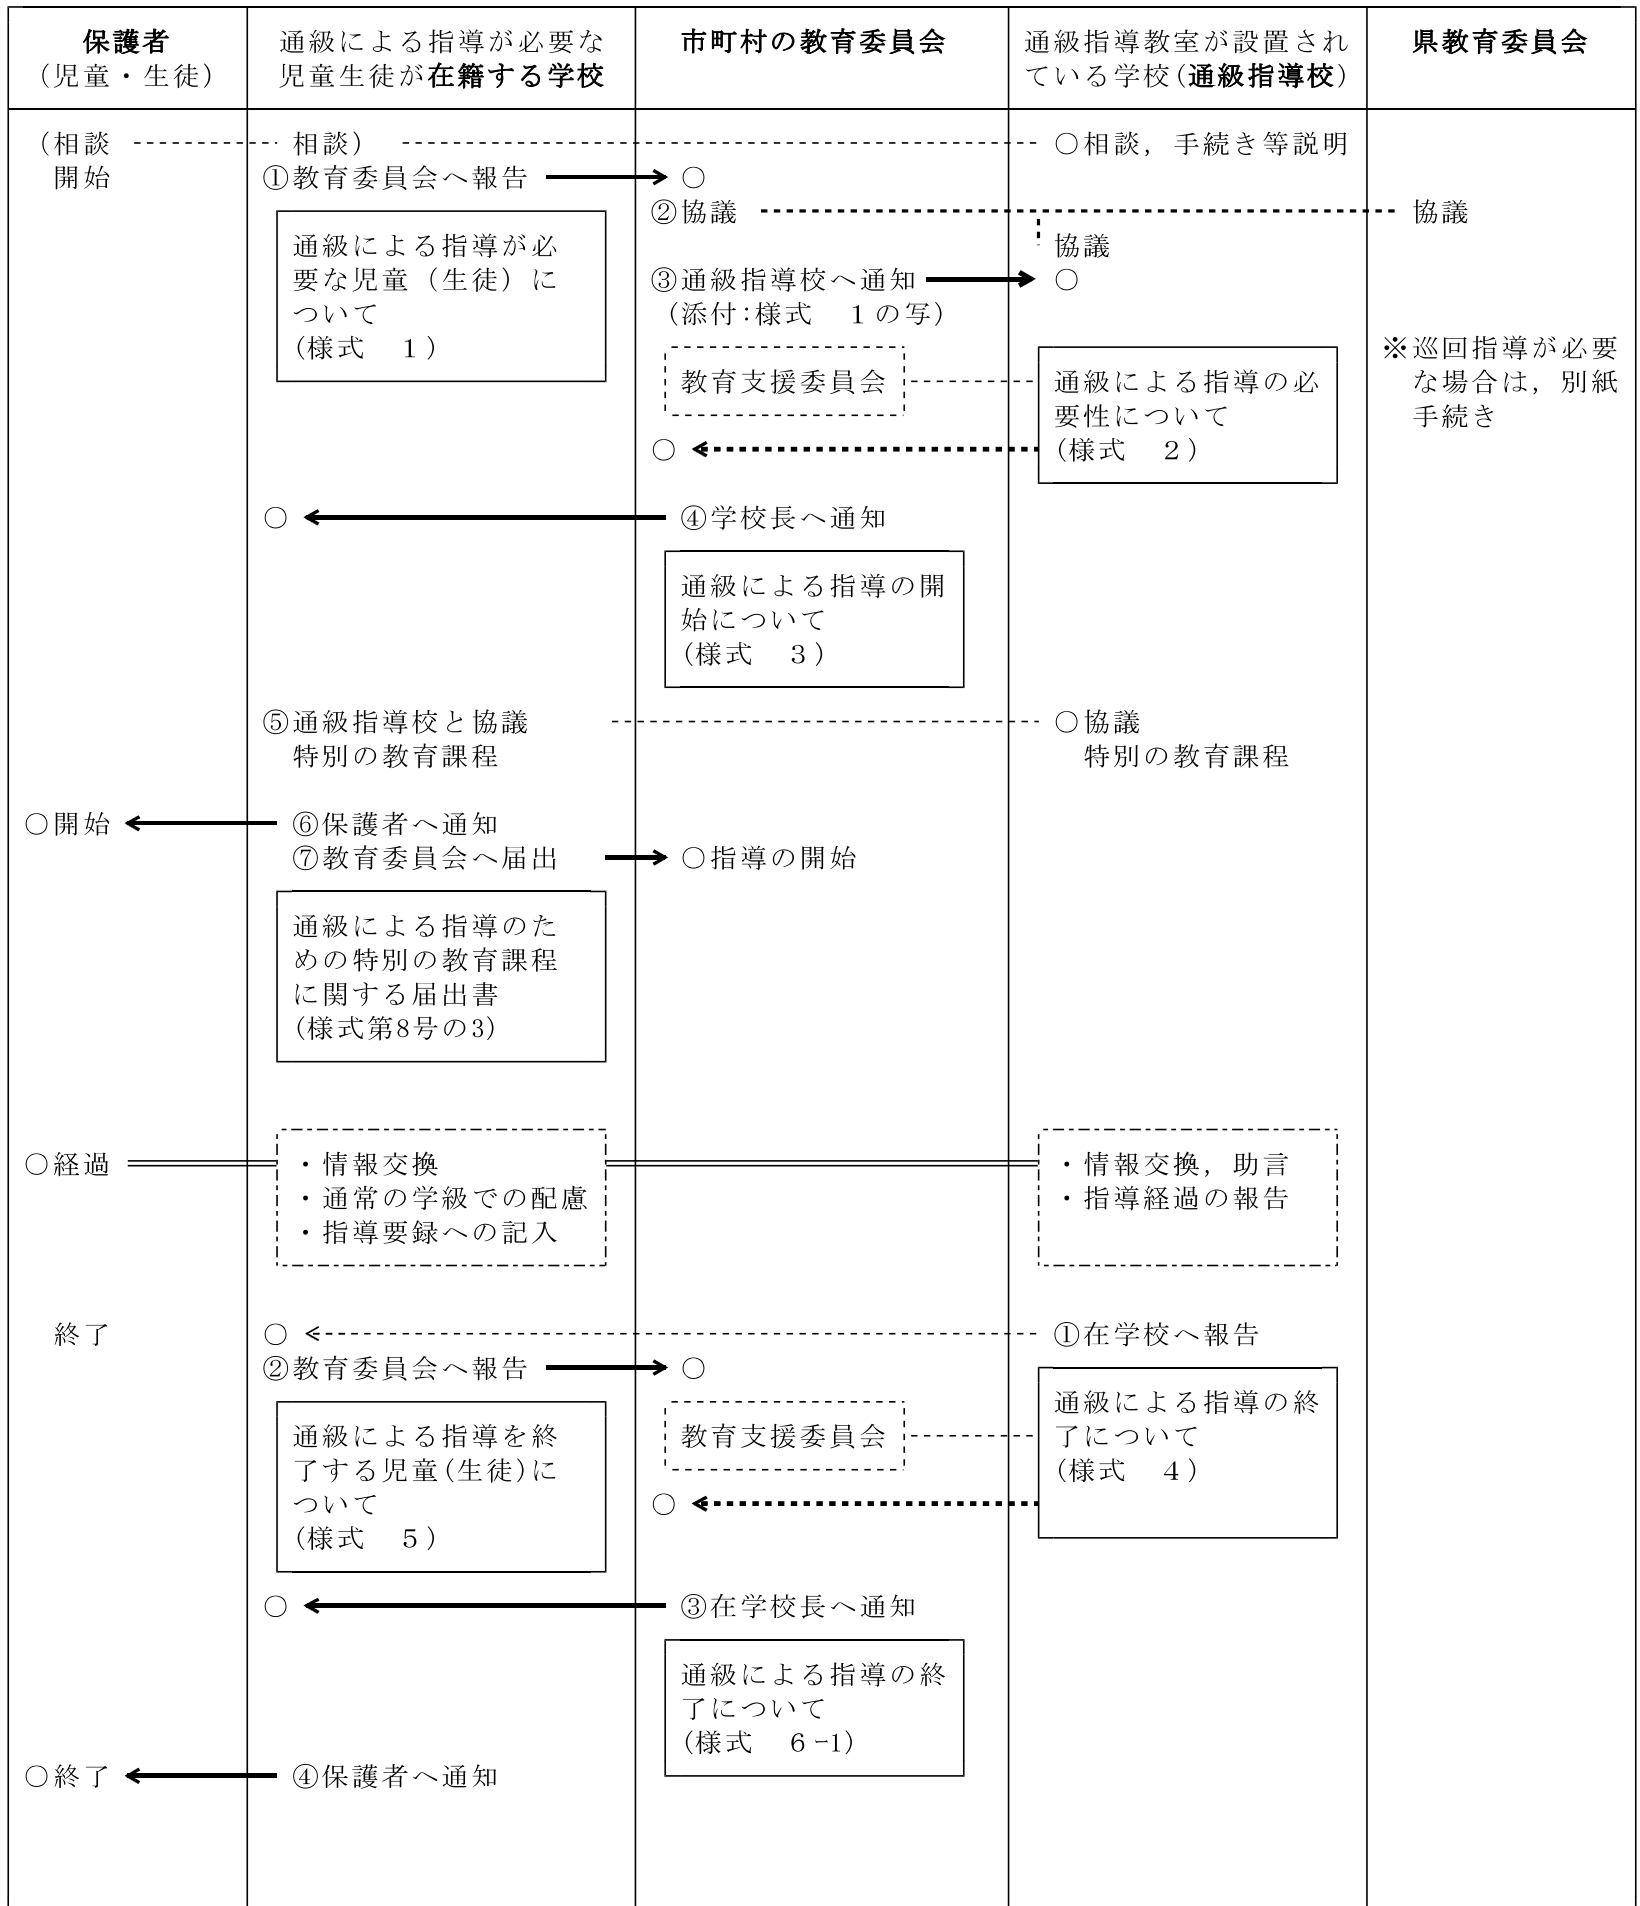 保護者
(児童・生徒)
通級による指導が必要な
児童生徒が在籍する学校
市町村の教育委員会
通級指導教室が設置され
ている学校(通級指導校)
県教育委員会
(相談
相談)
○相談，手続き等説明
開始
①教育委員会へ報告
○
②協議
協議
通級による指導が必
要な児童（生徒）に
ついて
(様式　1)
協議
③通級指導校へ通知
○
(添付:様式　1の写)
※巡回指導が必要
な場合は，別紙
手続き
教育支援委員会
通級による指導の必
要性について
(様式　2)
○
○
④学校長へ通知
通級による指導の開
始について
(様式　3)
⑤通級指導校と協議
特別の教育課程
○協議
特別の教育課程
○開始
⑥保護者へ通知
⑦教育委員会へ届出
○指導の開始
通級による指導のた
めの特別の教育課程
に関する届出書
(様式第8号の3)
○経過
・情報交換
・通常の学級での配慮
・指導要録への記入
・情報交換，助言
・指導経過の報告
終了
○
①在学校へ報告
②教育委員会へ報告
○
通級による指導を終
了する児童(生徒)に
ついて
(様式　5)
教育支援委員会
通級による指導の終
了について
(様式　4)
○
○
③在学校長へ通知
通級による指導の終
了について
(様式　6-1)
○終了
④保護者へ通知